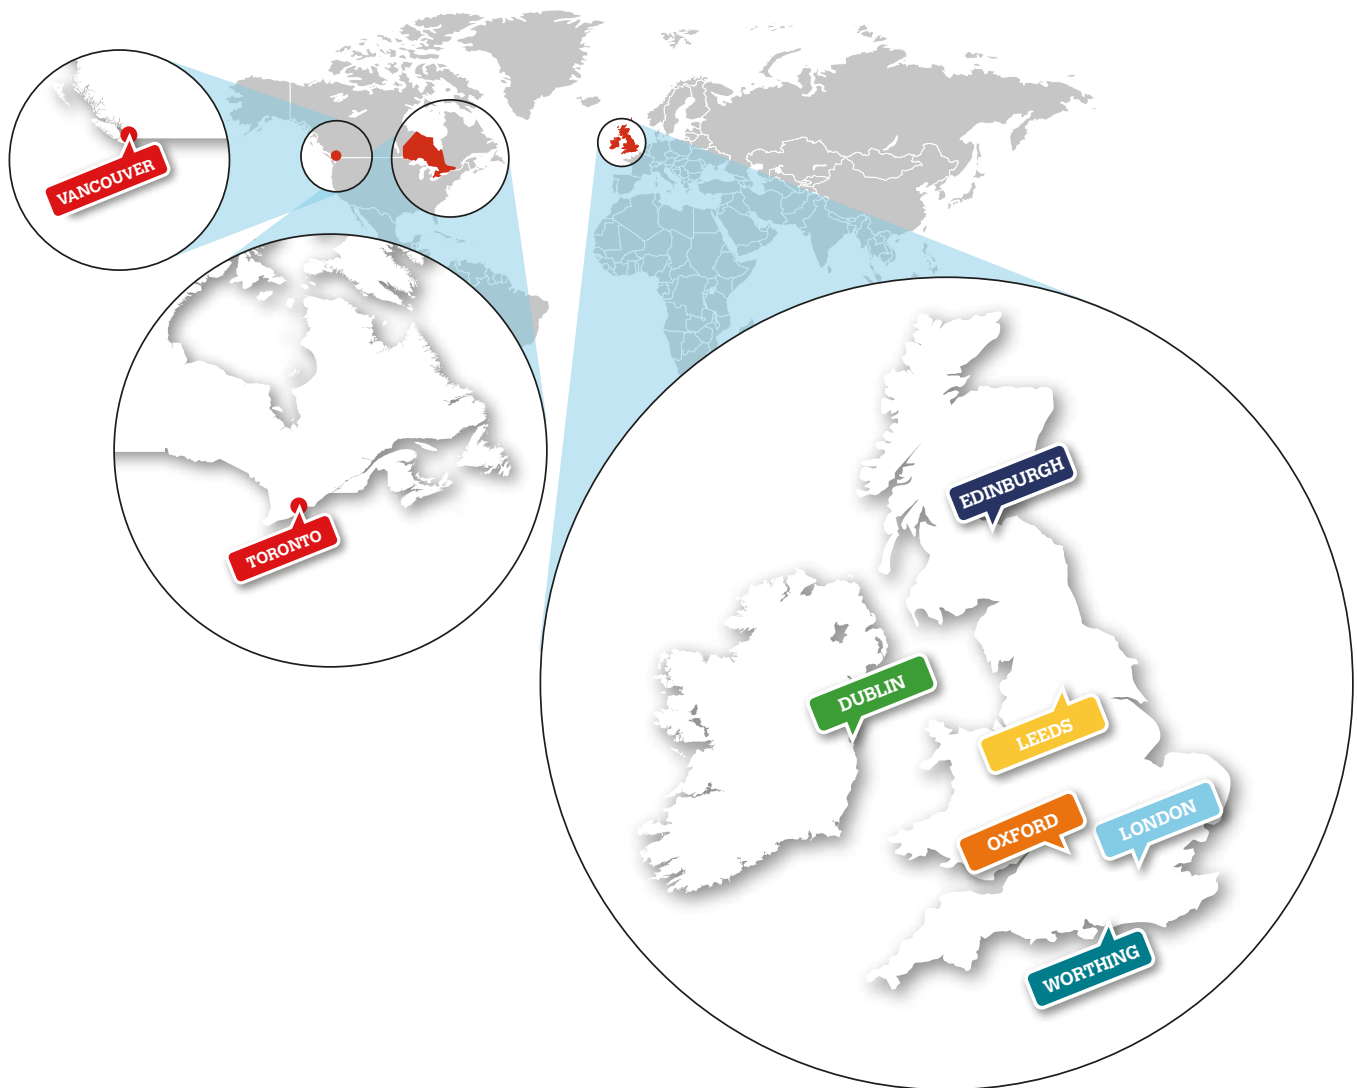 VANCOUVER
TORONTO
EDINBURGH
DUBLIN
LEEDS
OXFORD
LONDON
WORTHING